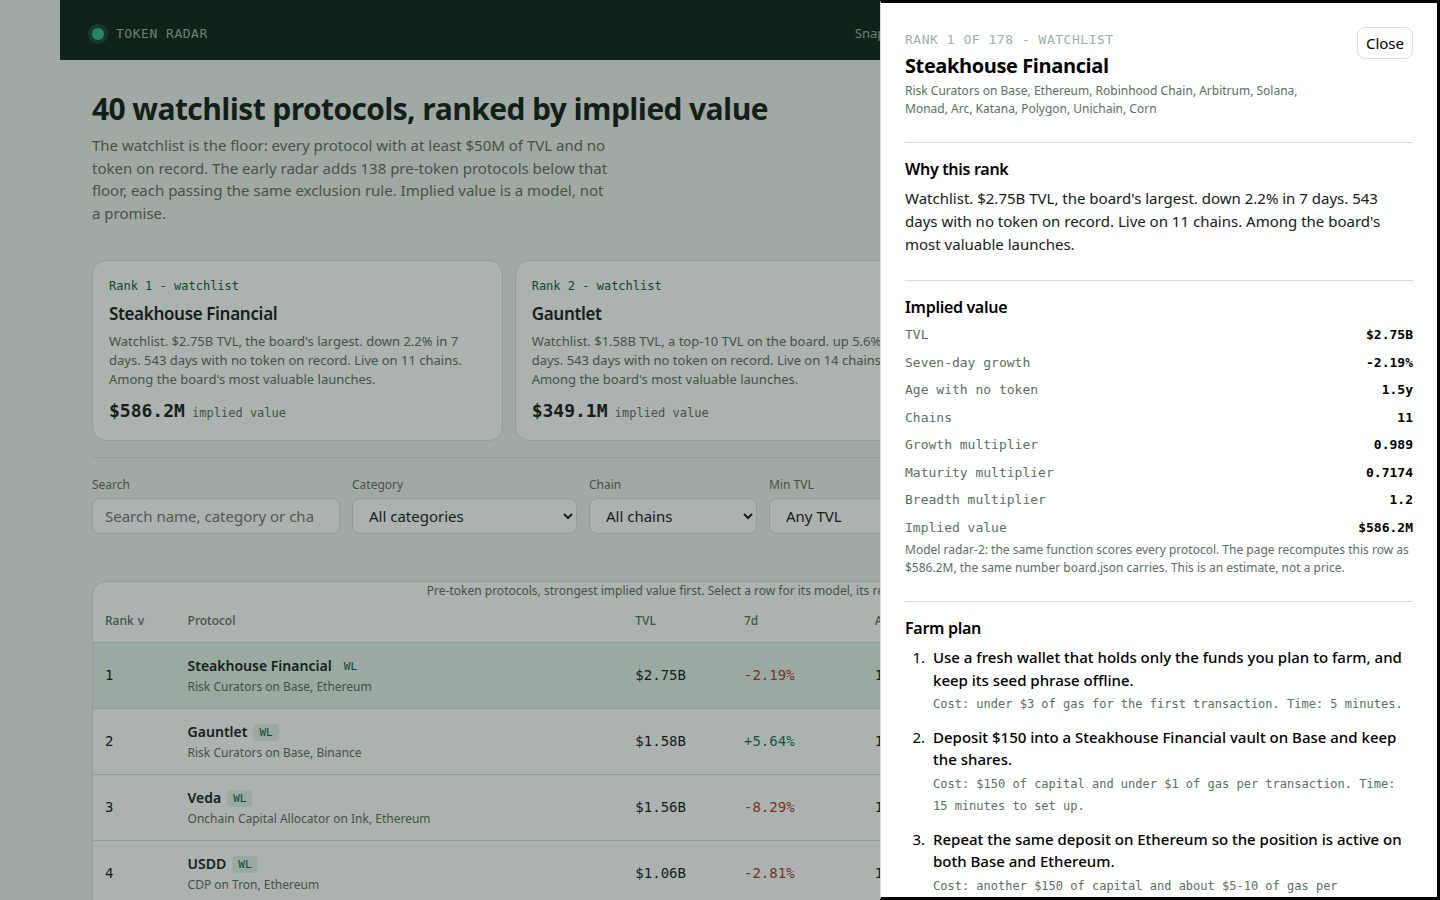 TOKEN RADAR
Snap
40 watchlist protocols, ranked by implied value
The watchlist is the floor: every protocol with at least $50M of TVL and no
token on record. The early radar adds 138 pre-token protocols below that
floor, each passing the same exclusion rule. Implied value is a model, not
a promise.
Rank 1 - watchlist
Steakhouse Financial
Watchlist. $2.75B TVL, the board's largest. down 2.2% in 7
days. 543 days with no token on record. Live on 11 chains.
Among the board's most valuable launches.
$586.2M implied value
Rank 2 - watchlist
Gauntlet
Watchlist. $1.58B TVL, a top-10 TVL on the board. up 5.6%
days. 543 days with no token on record. Live on 14 chains
Among the board's most valuable launches.
$349.1M implied value
Search
Search name, category or cha
Category
All categories
Chain
All chains
Min TVL
Any TVL
Pre-token protocols, strongest implied value first. Select a row for its model, its re
Rank v Protocol TVL 7d A
1 Steakhouse Financial WL $2.75B -2.19% 1
Risk Curators on Base, Ethereum
2 Gauntlet WL $1.58B +5.64% 1
Risk Curators on Base, Binance
3 Veda WL $1.56B -8.29% 1
Onchain Capital Allocator on Ink, Ethereum
4 USDD WL $1.06B -2.81% 1
CDP on Tron, Ethereum
RANK 1 OF 178 - WATCHLIST
Close
Steakhouse Financial
Risk Curators on Base, Ethereum, Robinhood Chain, Arbitrum, Solana,
Monad, Arc, Katana, Polygon, Unichain, Corn
Why this rank
Watchlist. $2.75B TVL, the board's largest. down 2.2% in 7 days. 543
days with no token on record. Live on 11 chains. Among the board's
most valuable launches.
Implied value
TVL $2.75B
Seven-day growth -2.19%
Age with no token 1.5y
Chains 11
Growth multiplier 0.989
Maturity multiplier 0.7174
Breadth multiplier 1.2
Implied value $586.2M
Model radar-2: the same function scores every protocol. The page recomputes this row as
$586.2M, the same number board.json carries. This is an estimate, not a price.
Farm plan
1. Use a fresh wallet that holds only the funds you plan to farm, and
keep its seed phrase offline.
Cost: under $3 of gas for the first transaction. Time: 5 minutes.
2. Deposit $150 into a Steakhouse Financial vault on Base and keep
the shares.
Cost: $150 of capital and under $1 of gas per transaction. Time:
15 minutes to set up.
3. Repeat the same deposit on Ethereum so the position is active on
both Base and Ethereum.
Cost: another $150 of capital and about $5-10 of gas per